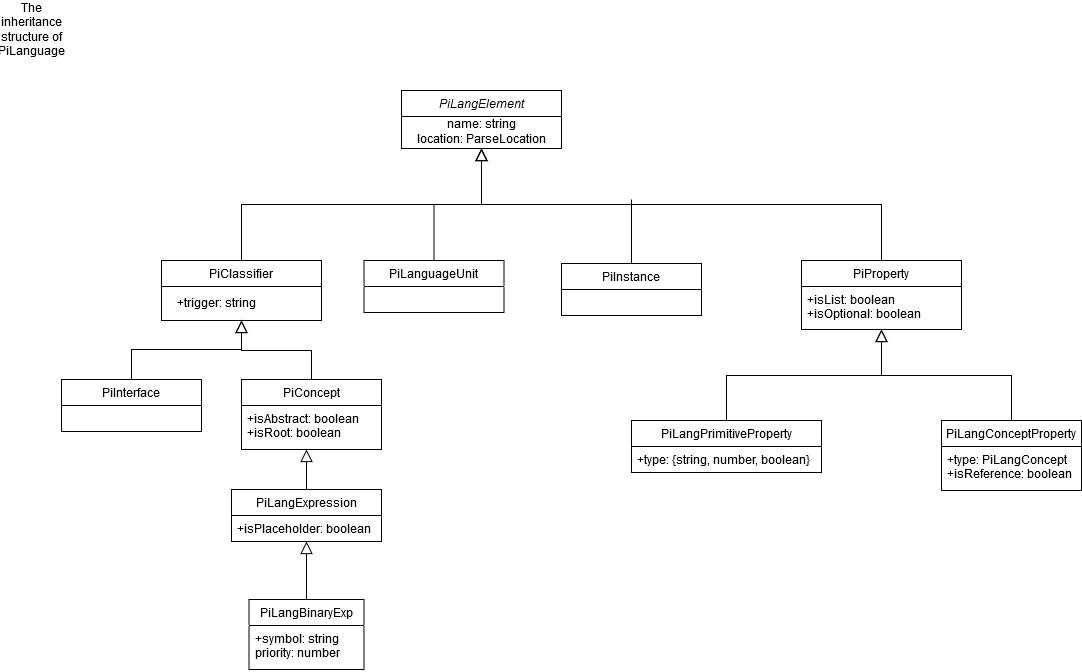 The
inheritance
structure of
PiLanguage
PiLangElement
name: string
location: ParseLocation
PiClassifier
+trigger: string
PiLanguageUnit
PiInstance
PiProperty
+isList: boolean
+isOptional: boolean
PiInterface
PiConcept
+isAbstract: boolean
+isRoot: boolean
PiLangPrimitiveProperty
+type: {string, number, boolean}
PiLangConceptProperty
+type: PiLangConcept
+isReference: boolean
PiLangExpression
+isPlaceholder: boolean
PiLangBinaryExp
+symbol: string
priority: number